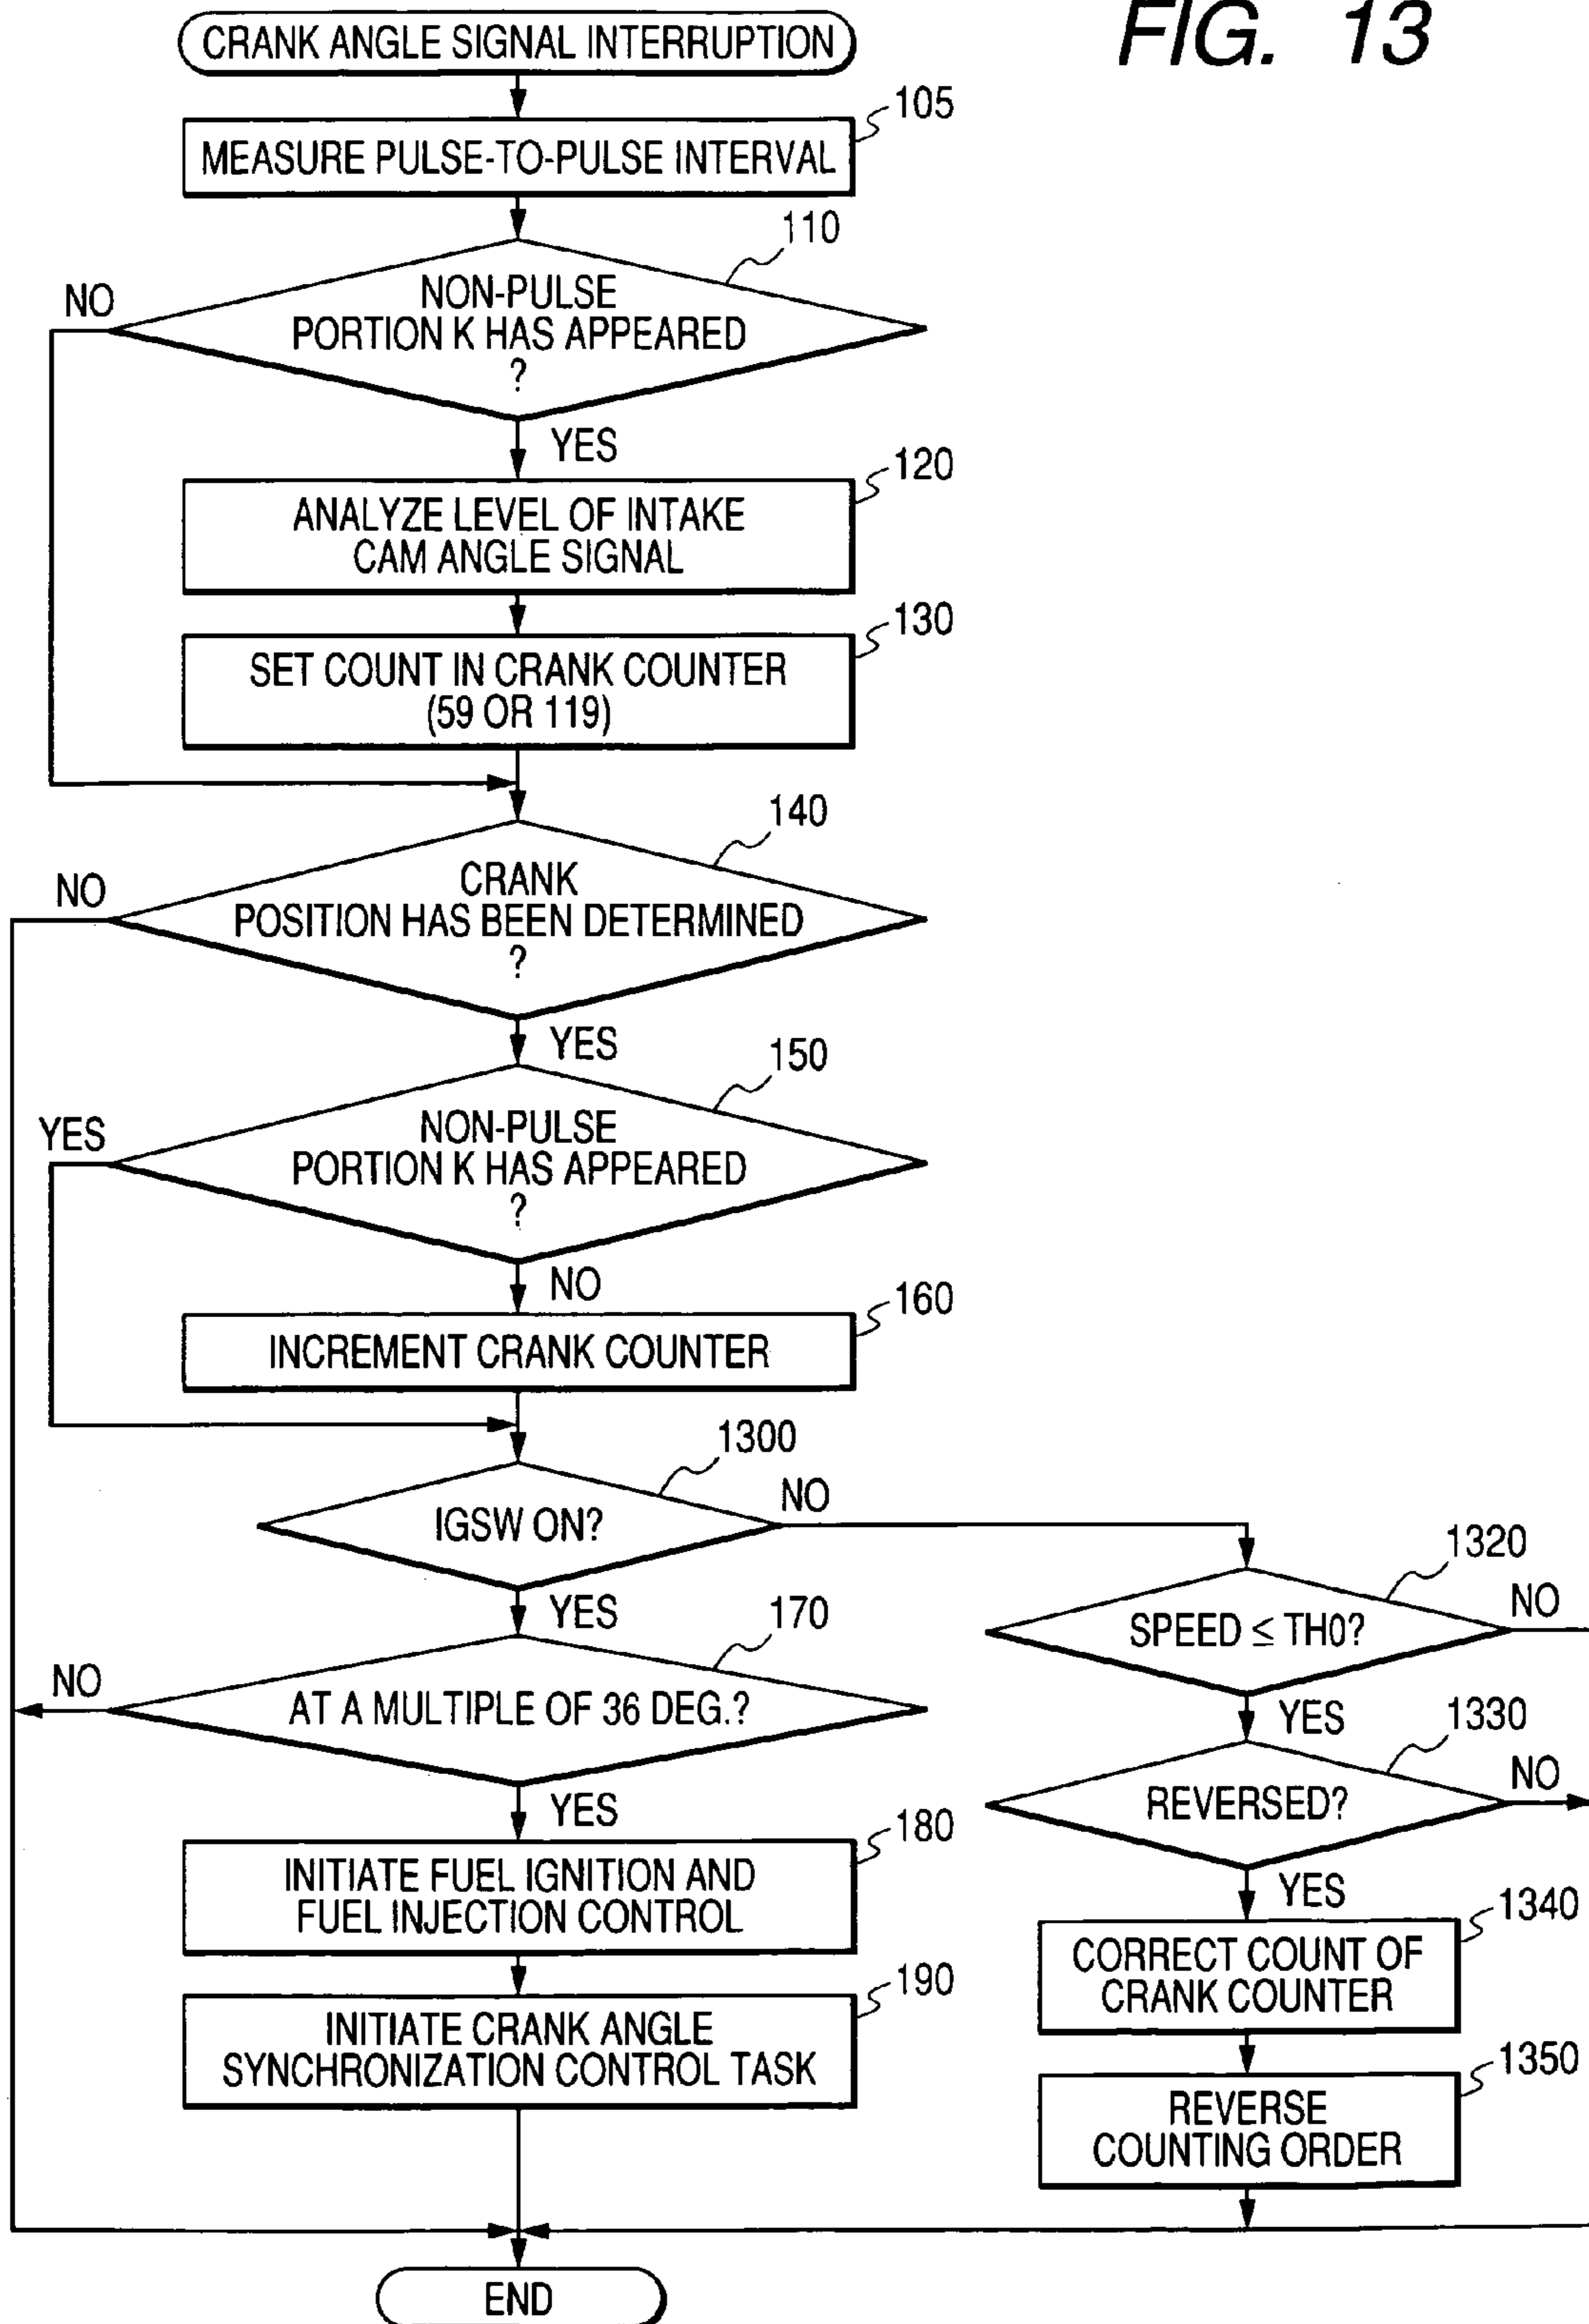 FIG. 13
CRANK ANGLE SIGNAL INTERRUPTION
105
MEASURE PULSE-TO-PULSE INTERVAL
110
NON-PULSE
PORTION K HAS APPEARED
?
NO
YES
120
ANALYZE LEVEL OF INTAKE
CAM ANGLE SIGNAL
130
SET COUNT IN CRANK COUNTER
(59 OR 119)
140
CRANK
POSITION HAS BEEN DETERMINED
?
NO
YES
150
NON-PULSE
PORTION K HAS APPEARED
?
YES
NO
160
INCREMENT CRANK COUNTER
1300
IGSW ON?
NO
YES
170
AT A MULTIPLE OF 36 DEG.?
NO
YES
180
INITIATE FUEL IGNITION AND
FUEL INJECTION CONTROL
190
INITIATE CRANK ANGLE
SYNCHRONIZATION CONTROL TASK
1320
SPEED ≤ TH0?
NO
YES
1330
REVERSED?
NO
YES
1340
CORRECT COUNT OF
CRANK COUNTER
1350
REVERSE
COUNTING ORDER
END